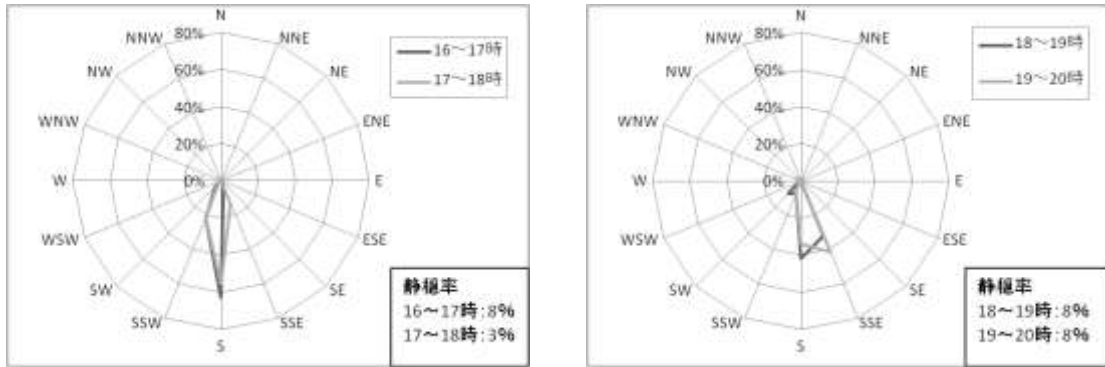 N
NNE
NE
ENE
E
ESE
SE
SSE
S
SSW
SW
WSW
W
WNW
NW
NNW
80%
60%
40%
20%
0%
16～17時
17～18時
静穏率
16～17時:8%
17～18時:3%
N
NNE
NE
ENE
E
ESE
SE
SSE
S
SSW
SW
WSW
W
WNW
NW
NNW
80%
60%
40%
20%
0%
18～19時
19～20時
静穏率
18～19時:8%
19～20時:8%